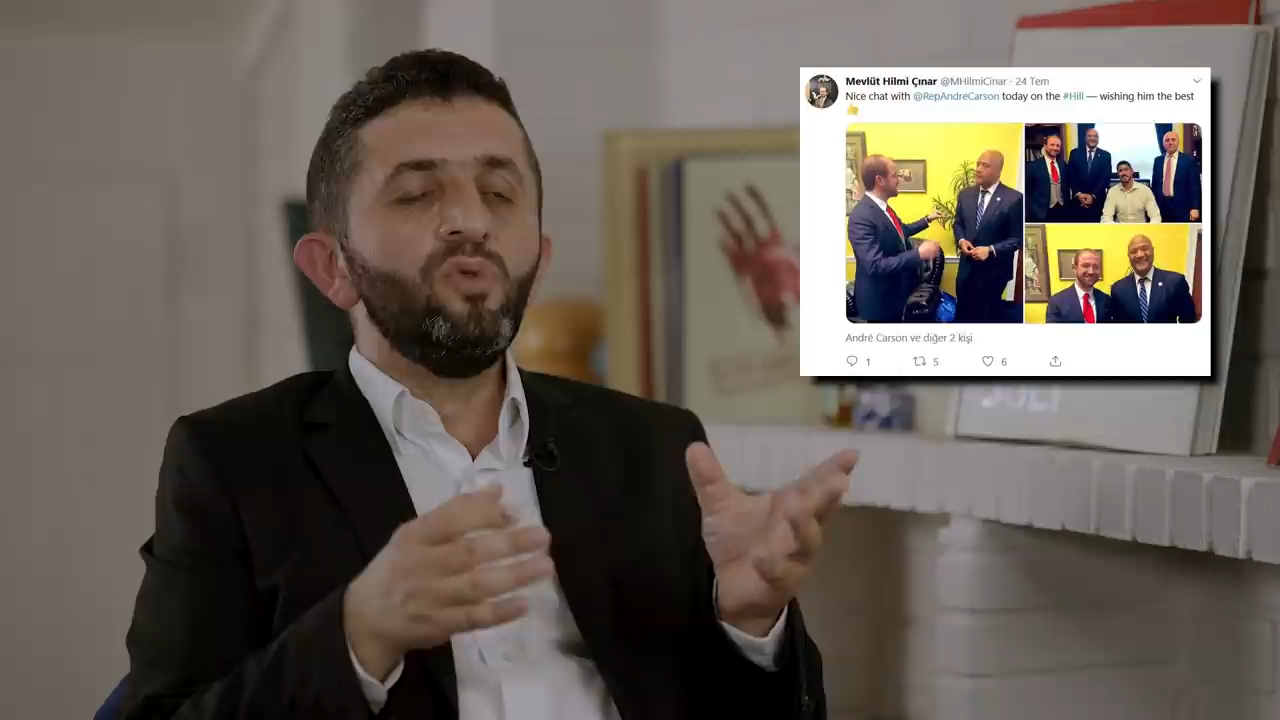 Mevlüt Hilmi Çınar @MHilmiCinar · 24 Tem
Nice chat with @RepAndreCarson today on the #Hill — wishing him the best
André Carson ve diğer 2 kişi
1 5 6